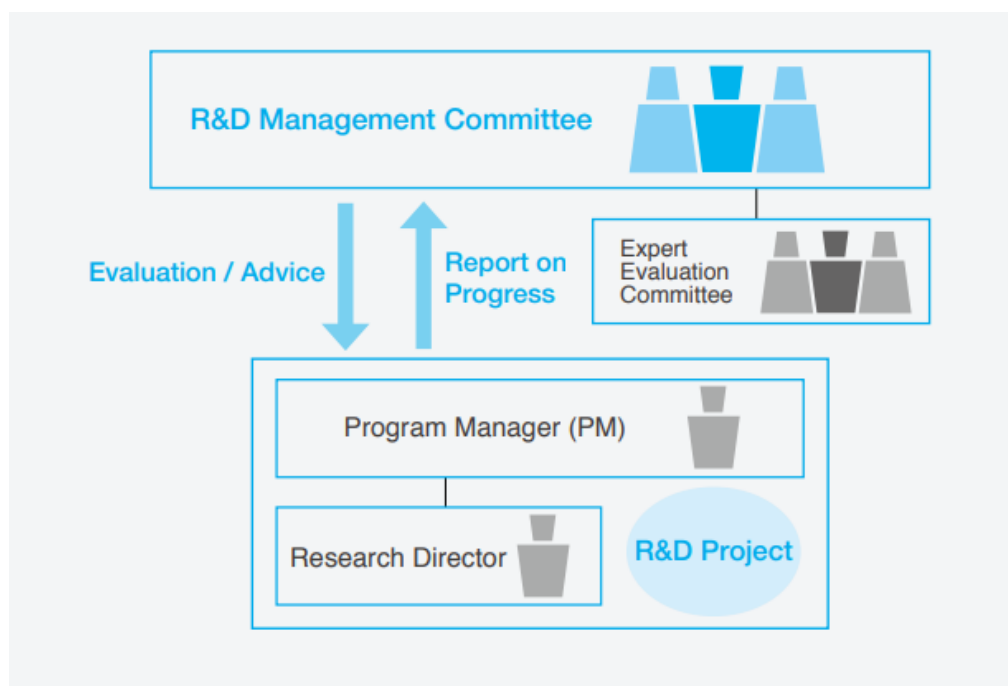 R&D Management Committee
Expert
Evaluation
Committee
Evaluation / Advice
Report on
Progress
Program Manager (PM)
Research Director
R&D Project